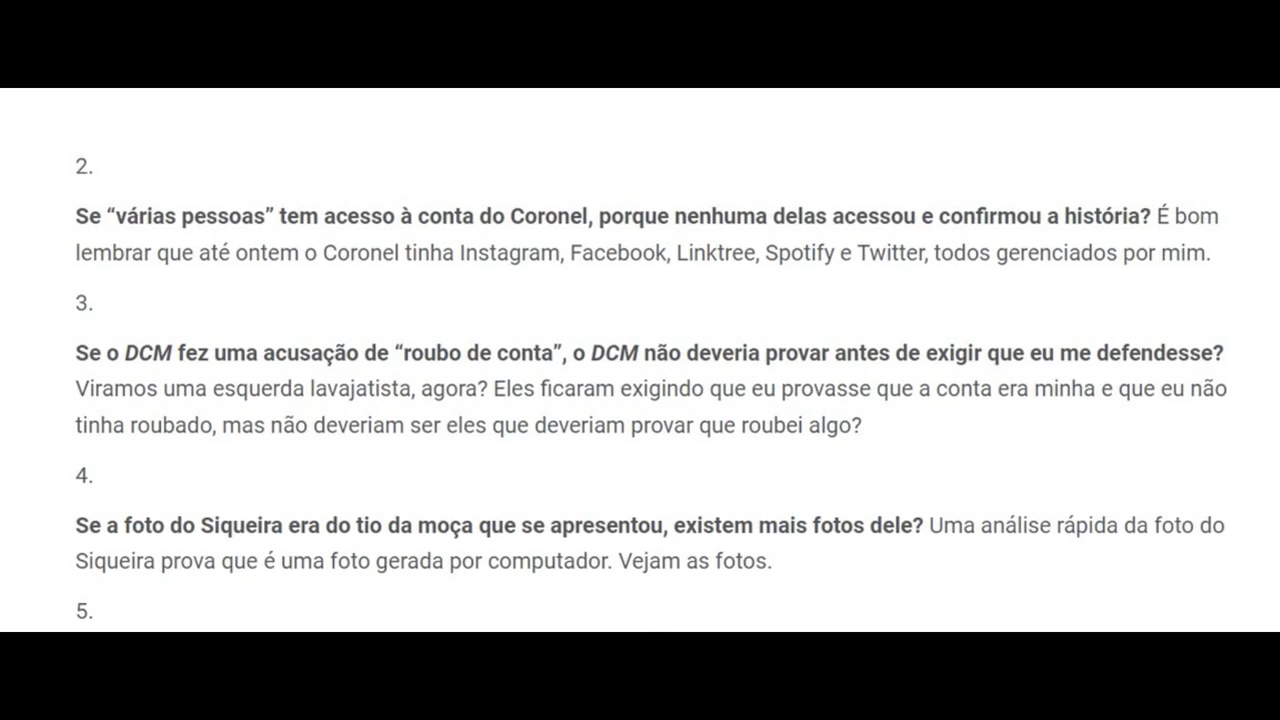 2.
Se “várias pessoas” tem acesso à conta do Coronel, porque nenhuma delas acessou e confirmou a história? É bom
lembrar que até ontem o Coronel tinha Instagram, Facebook, Linktree, Spotify e Twitter, todos gerenciados por mim.
3.
Se o DCM fez uma acusação de “roubo de conta”, o DCM não deveria provar antes de exigir que eu me defendesse?
Viramos uma esquerda lavajatista, agora? Eles ficaram exigindo que eu provasse que a conta era minha e que eu não
tinha roubado, mas não deveriam ser eles que deveriam provar que roubei algo?
4.
Se a foto do Siqueira era do tio da moça que se apresentou, existem mais fotos dele? Uma análise rápida da foto do
Siqueira prova que é uma foto gerada por computador. Vejam as fotos.
5.